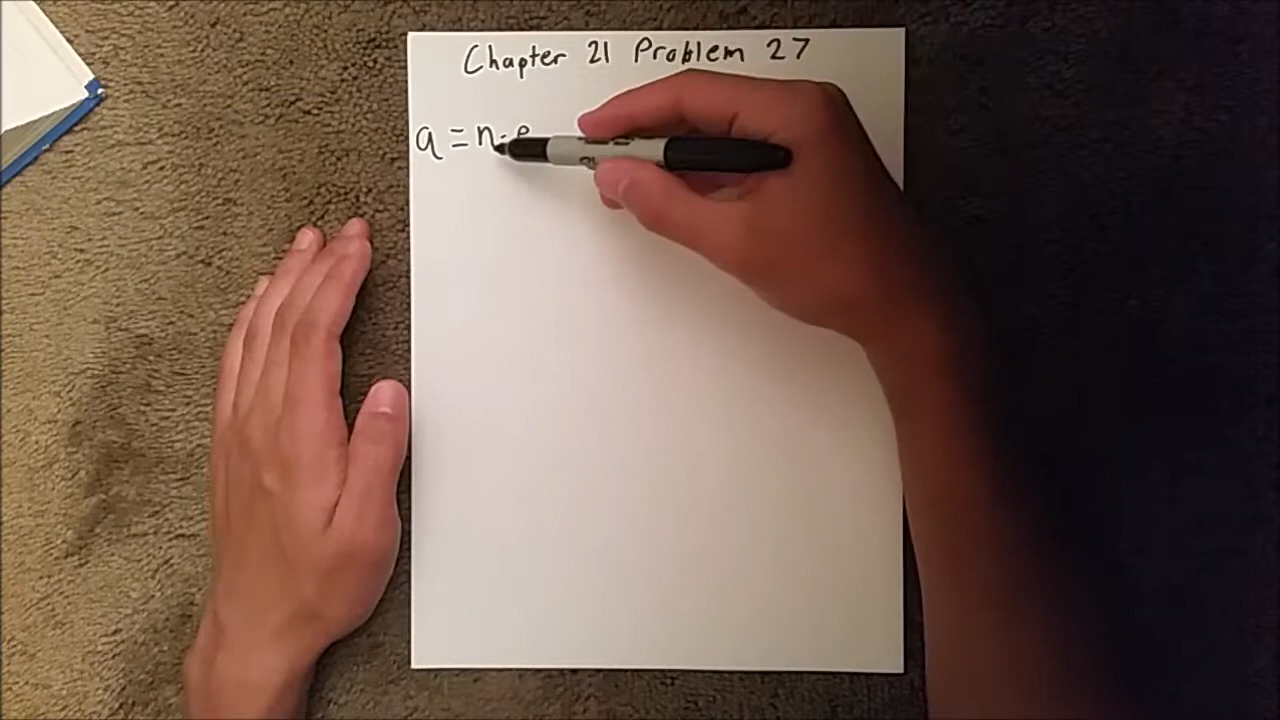 Chapter 21 Problem 27
q = n·e